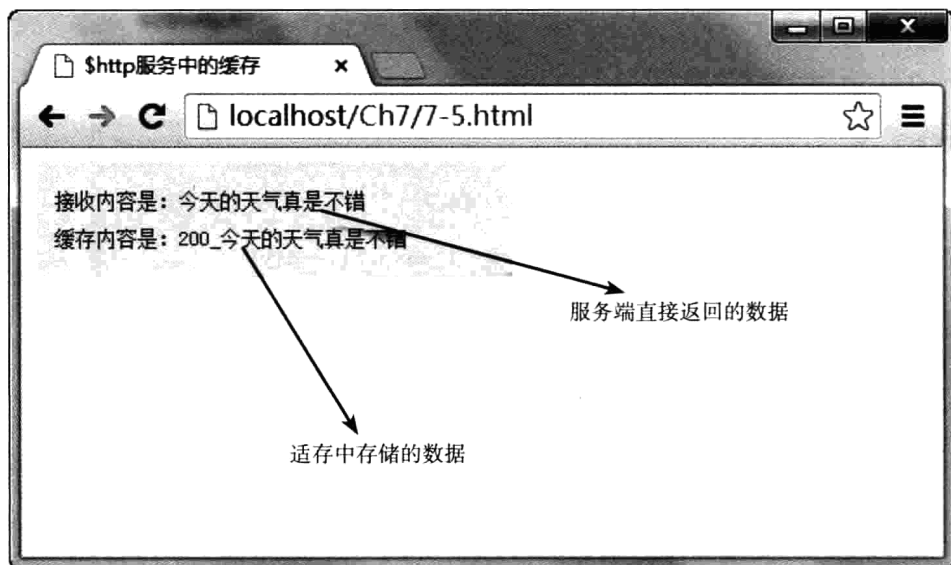 $http服务中的缓存
localhost/Ch7/7-5.html
接收内容是：今天的天气真是不错
缓存内容是：200_今天的天气真是不错
服务端直接返回的数据
适存中存储的数据